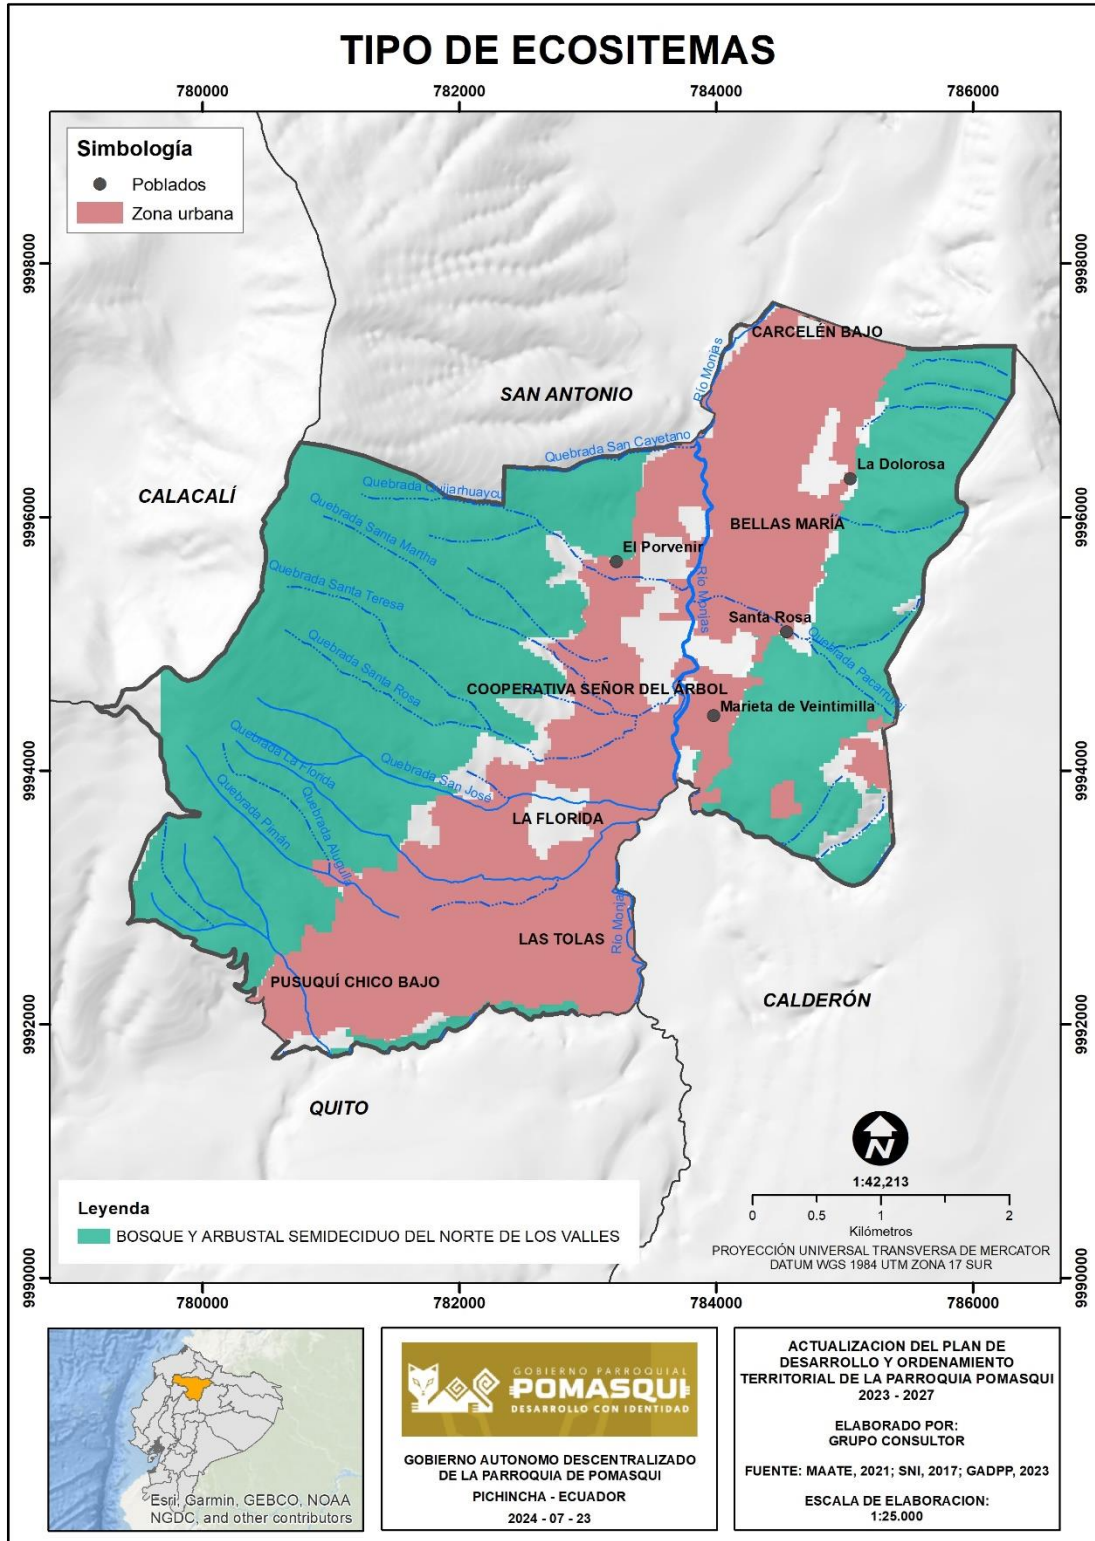 TIPO DE ECOSITEMAS
780000
782000
784000
786000
Simbología
Poblados
Zona urbana
9998000
9998000
CARCELÉN BAJO
Río Monjas
SAN ANTONIO
Quebrada San Cayetano
La Dolorosa
CALACALÍ
Quebrada Quijarhuaycu
9996000
9996000
Quebrada Santa Martha
BELLAS MARÍA
El Porvenir
Quebrada Santa Teresa
Río Monjas
Santa Rosa
Quebrada Santa Rosa
Quebrada Pacarrumi
COOPERATIVA SEÑOR DEL ÁRBOL
Marieta de Veintimilla
Quebrada La Florida
Quebrada San José
9994000
9994000
Quebrada Pimán
Quebrada Alugulla
LA FLORIDA
LAS TOLAS
Río Monjas
PUSUQUÍ CHICO BAJO
CALDERÓN
9992000
9992000
QUITO
N
1:42,213
Leyenda
BOSQUE Y ARBUSTAL SEMIDECIDUO DEL NORTE DE LOS VALLES
0 0.5 1 2
Kilómetros
PROYECCIÓN UNIVERSAL TRANSVERSA DE MERCATOR
DATUM WGS 1984 UTM ZONA 17 SUR
9990000
9990000
780000
782000
784000
786000
Esri, Garmin, GEBCO, NOAA
NGDC, and other contributors
GOBIERNO PARROQUIAL
POMASQUI
DESARROLLO CON IDENTIDAD
GOBIERNO AUTONOMO DESCENTRALIZADO
DE LA PARROQUIA DE POMASQUI
PICHINCHA - ECUADOR
2024 - 07 - 23
ACTUALIZACION DEL PLAN DE
DESARROLLO Y ORDENAMIENTO
TERRITORIAL DE LA PARROQUIA POMASQUI
2023 - 2027
ELABORADO POR:
GRUPO CONSULTOR
FUENTE: MAATE, 2021; SNI, 2017; GADPP, 2023
ESCALA DE ELABORACION:
1:25.000